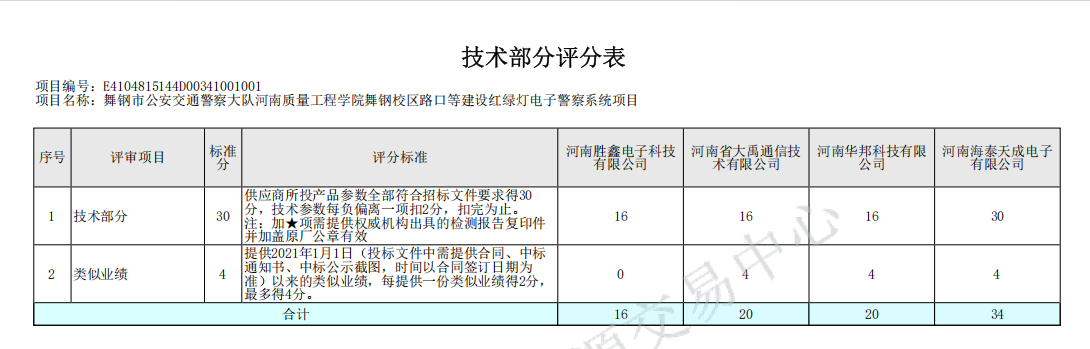 技术部分评分表
项目编号：E4104815144D00341001001
项目名称：舞钢市公安交通警察大队河南质量工程学院舞钢校区路口等建设红绿灯电子警察系统项目
序号 评审项目 标准分 评分标准 河南胜鑫电子科技有限公司 河南省大禹通信技术有限公司 河南华邦科技有限公司 河南海泰天成电子有限公司
1 技术部分 30 供应商所投产品参数全部符合招标文件要求得30
分，技术参数每负偏离一项扣2分，扣完为止。
注：加★项需提供权威机构出具的检测报告复印件
并加盖原厂公章有效 16 16 16 30
2 类似业绩 4 提供2021年1月1日（投标文件中需提供合同、中标
通知书、中标公示截图，时间以合同签订日期为
准）以来的类似业绩，每提供一份类似业绩得2分，
最多得4分。 0 4 4 4
合计 16 20 20 34
源交易中心